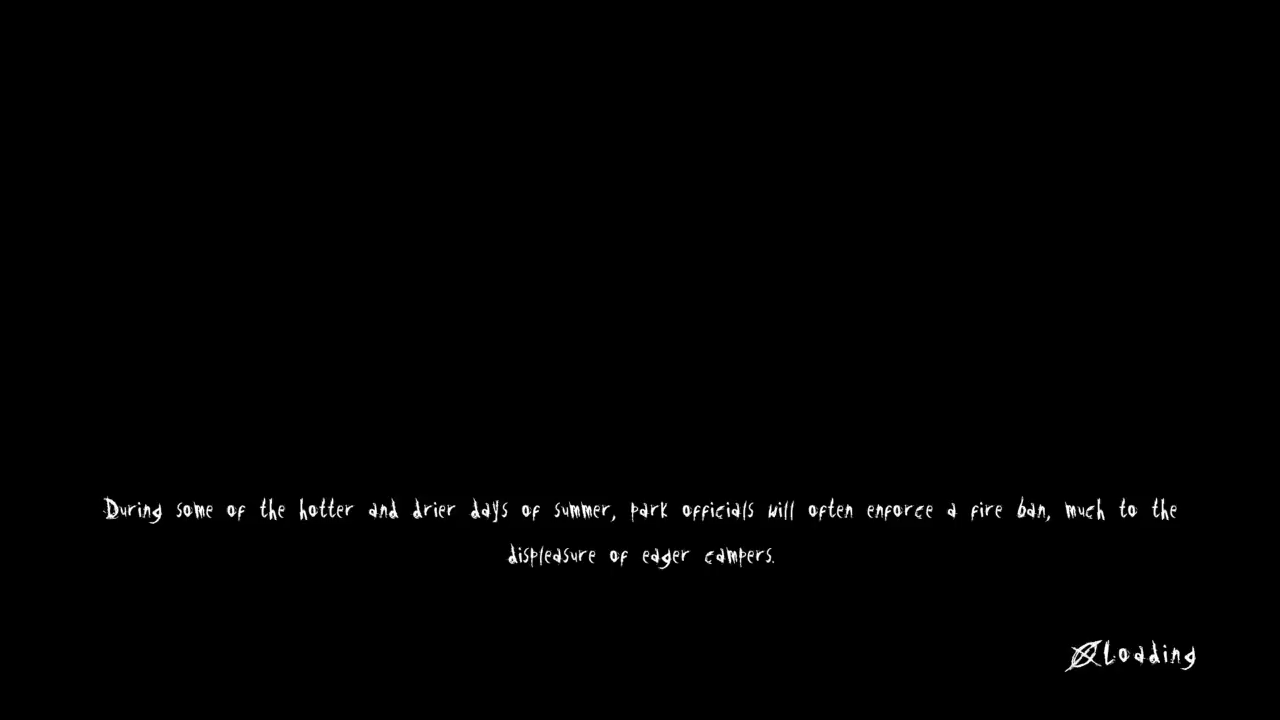 During some of the hotter and drier days of summer, park officials will often enforce a fire ban, much to the
displeasure of eager campers.
Loading